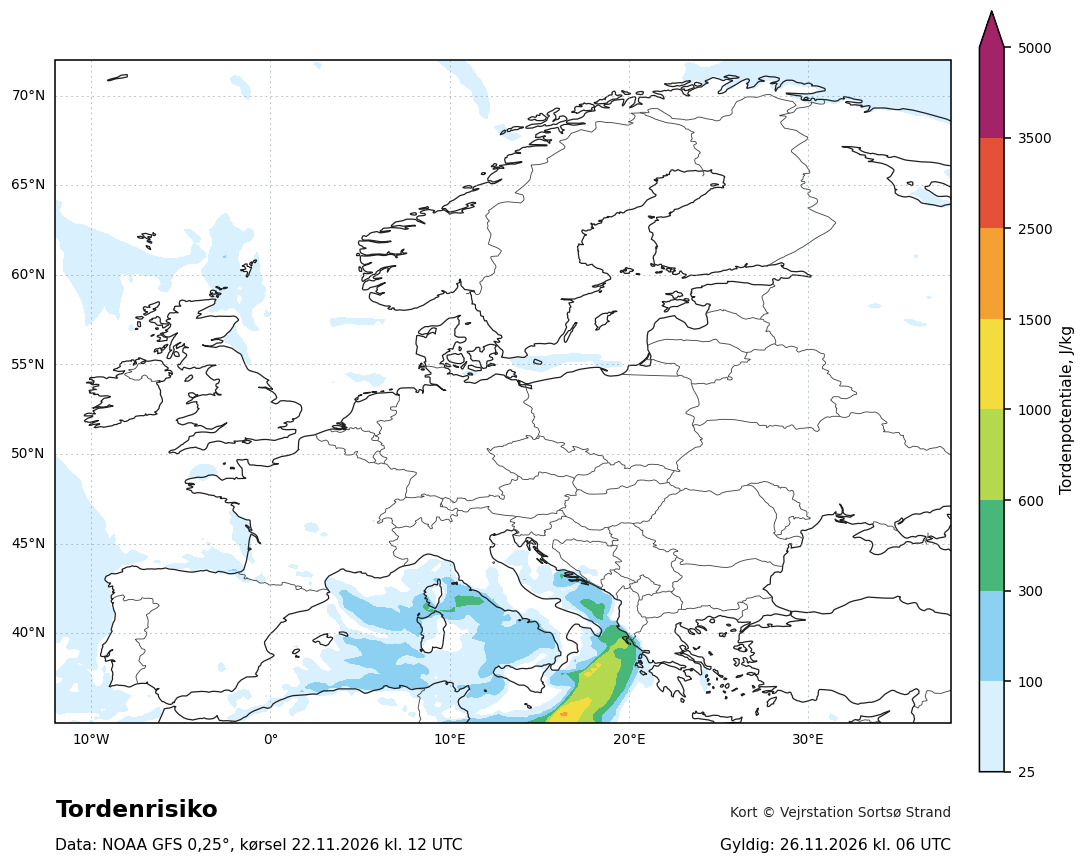 70°N
65°N
60°N
55°N
50°N
45°N
40°N
10°W
0°
10°E
20°E
30°E
5000
3500
2500
1500
1000
600
300
100
25
Tordenpotentiale, J/kg
Tordenrisiko
Kort © Vejrstation Sortsø Strand
Data: NOAA GFS 0,25°, kørsel 22.11.2026 kl. 12 UTC
Gyldig: 26.11.2026 kl. 06 UTC